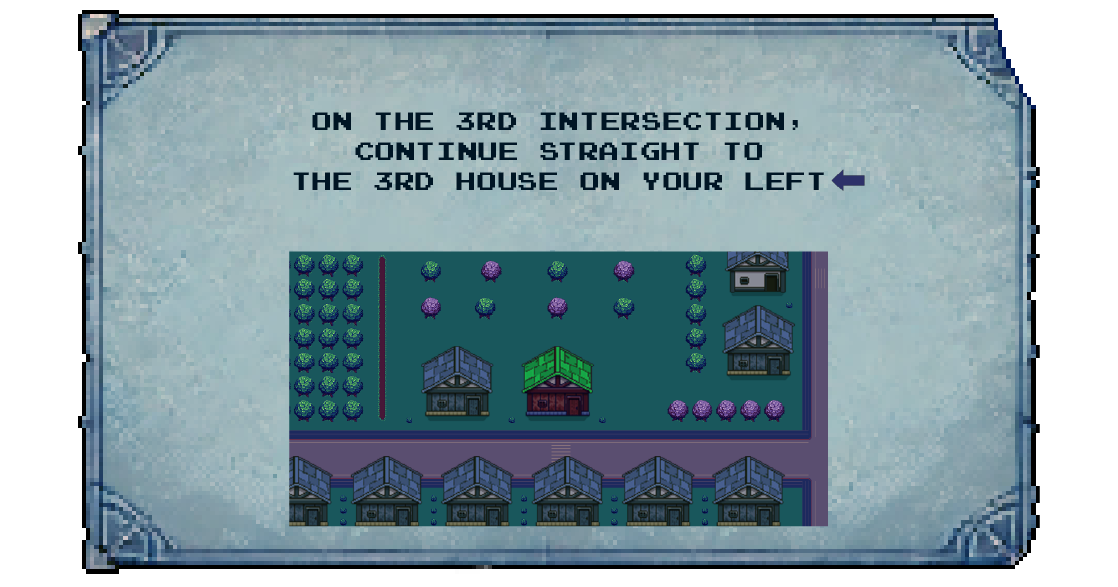 ON THE 3RD INTERSECTION,
CONTINUE STRAIGHT TO
THE 3RD HOUSE ON YOUR LEFT